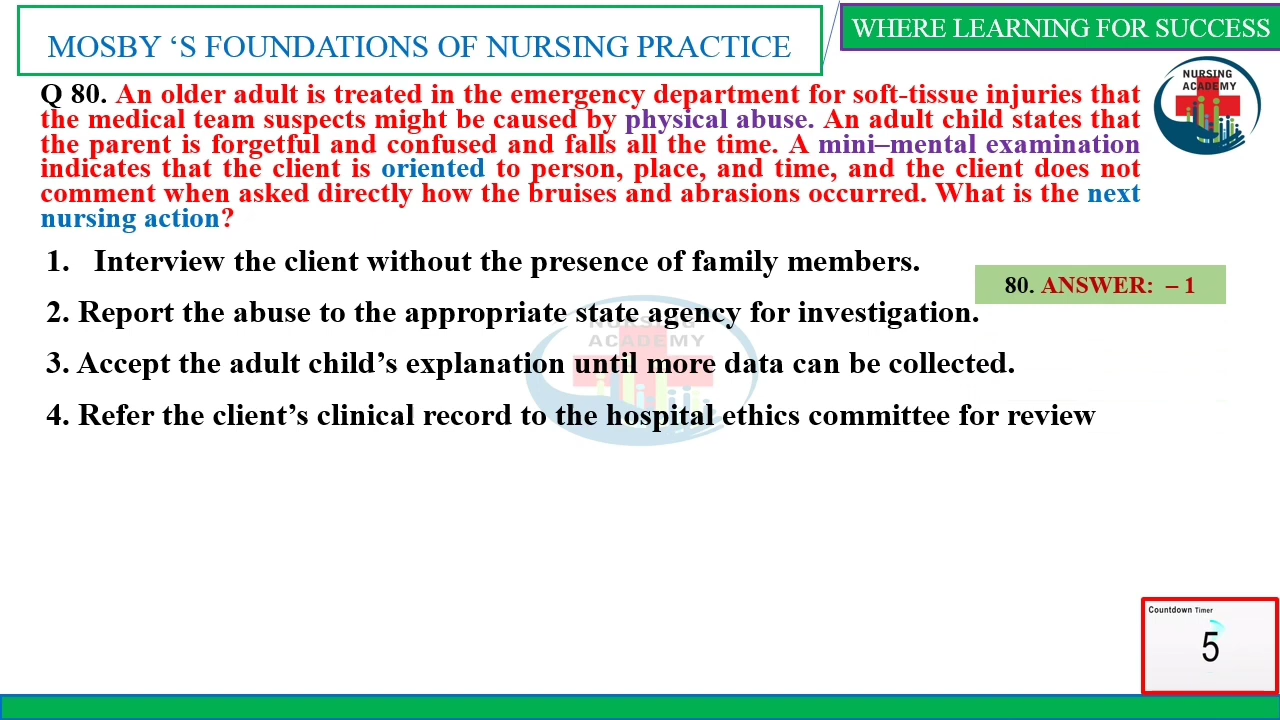 MOSBY ‘S FOUNDATIONS OF NURSING PRACTICE
WHERE LEARNING FOR SUCCESS
NURSING
ACADEMY
Q 80. An older adult is treated in the emergency department for soft-tissue injuries that
the medical team suspects might be caused by physical abuse. An adult child states that
the parent is forgetful and confused and falls all the time. A mini–mental examination
indicates that the client is oriented to person, place, and time, and the client does not
comment when asked directly how the bruises and abrasions occurred. What is the next
nursing action?
1. Interview the client without the presence of family members.
80. ANSWER: – 1
2. Report the abuse to the appropriate state agency for investigation.
NURSING
ACADEMY
3. Accept the adult child’s explanation until more data can be collected.
4. Refer the client’s clinical record to the hospital ethics committee for review
Countdown Timer
5